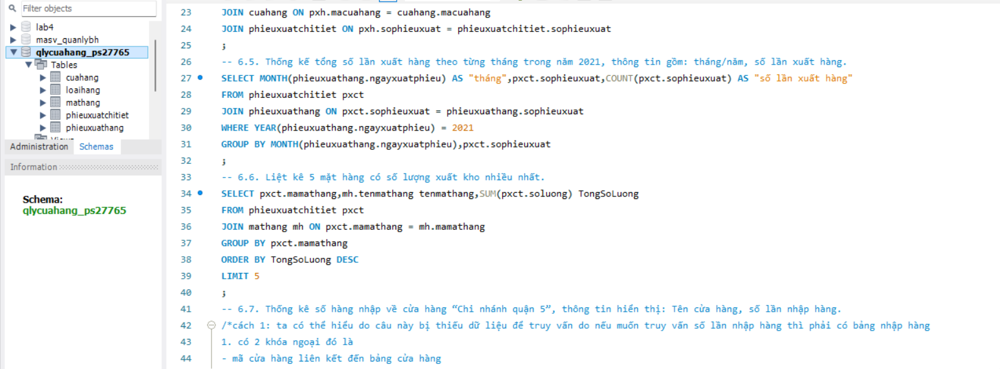 Filter objects
lab4
masv_quanlybh
qlycuahang_ps27765
Tables
cuahang
loaihang
mathang
phieuxuatchitiet
phieuxuathang
Views
Administration Schemas
Information
Schema:
qlycuahang_ps27765
23 JOIN cuahang ON pxh.macuahang = cuahang.macuahang
24 JOIN phieuxuatchitiet ON pxh.sophieuxuat = phieuxuatchitiet.sophieuxuat
25 ;
26 -- 6.5. Thống kế tổng số lần xuất hàng theo từng tháng trong năm 2021, thông tin gồm: tháng/năm, số lần xuất hàng.
27 SELECT MONTH(phieuxuathang.ngayxuatphieu) AS "tháng",pxct.sophieuxuat,COUNT(pxct.sophieuxuat) AS "số lần xuất hàng"
28 FROM phieuxuatchitiet pxct
29 JOIN phieuxuathang ON pxct.sophieuxuat = phieuxuathang.sophieuxuat
30 WHERE YEAR(phieuxuathang.ngayxuatphieu) = 2021
31 GROUP BY MONTH(phieuxuathang.ngayxuatphieu),pxct.sophieuxuat
32 ;
33 -- 6.6. Liệt kê 5 mặt hàng có số lượng xuất kho nhiều nhất.
34 SELECT pxct.mamathang,mh.tenmathang tenmathang,SUM(pxct.soluong) TongSoLuong
35 FROM phieuxuatchitiet pxct
36 JOIN mathang mh ON pxct.mamathang = mh.mamathang
37 GROUP BY pxct.mamathang
38 ORDER BY TongSoLuong DESC
39 LIMIT 5
40 ;
41 -- 6.7. Thống kê số hàng nhập về cửa hàng “Chi nhánh quận 5”, thông tin hiển thị: Tên cửa hàng, số lần nhập hàng.
42 /*cách 1: ta có thể hiểu do câu này bị thiếu dữ liệu để truy vấn do nếu muốn truy vấn số lần nhập hàng thì phải có bảng nhập hàng
43 1. có 2 khóa ngoại đó là
44 - mã cửa hàng liên kết đến bảng cửa hàng